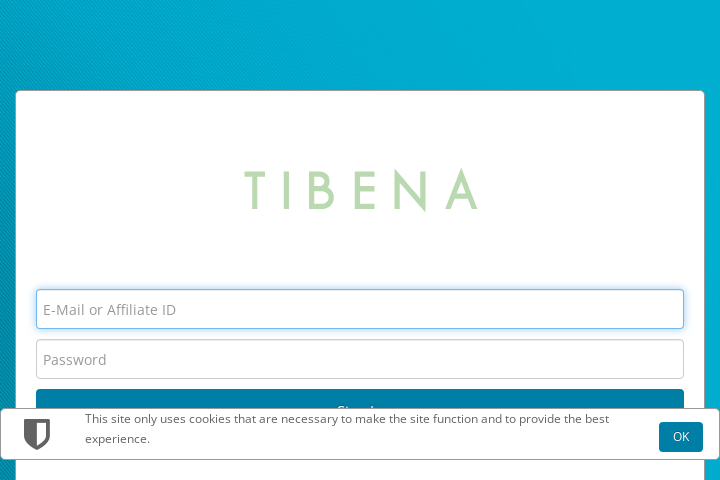 TIBENA
E-Mail or Affiliate ID
Password
This site only uses cookies that are necessary to make the site function and to provide the best
experience.
OK